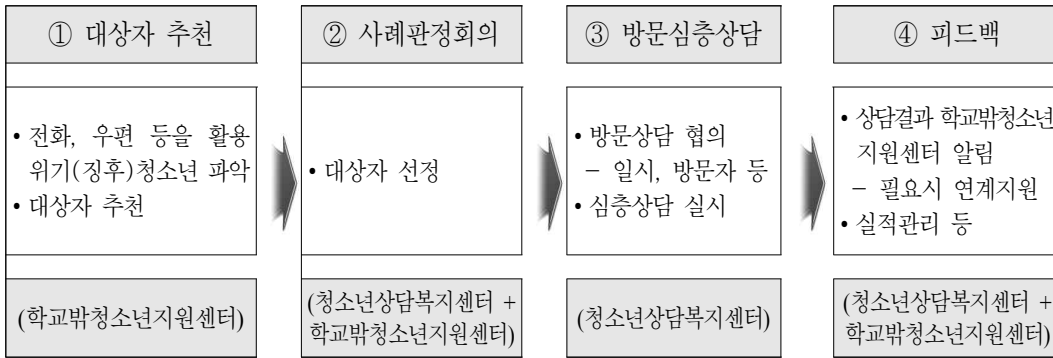 ① 대상자 추천
② 사례판정회의
③ 방문심층상담
④ 피드백
• 전화, 우편 등을 활용
위기(징후)청소년 파악
• 대상자 추천
• 대상자 선정
• 방문상담 협의
– 일시, 방문자 등
• 심층상담 실시
• 상담결과 학교밖청소년
지원센터 알림
– 필요시 연계지원
• 실적관리 등
(학교밖청소년지원센터)
(청소년상담복지센터 +
학교밖청소년지원센터)
(청소년상담복지센터)
(청소년상담복지센터 +
학교밖청소년지원센터)